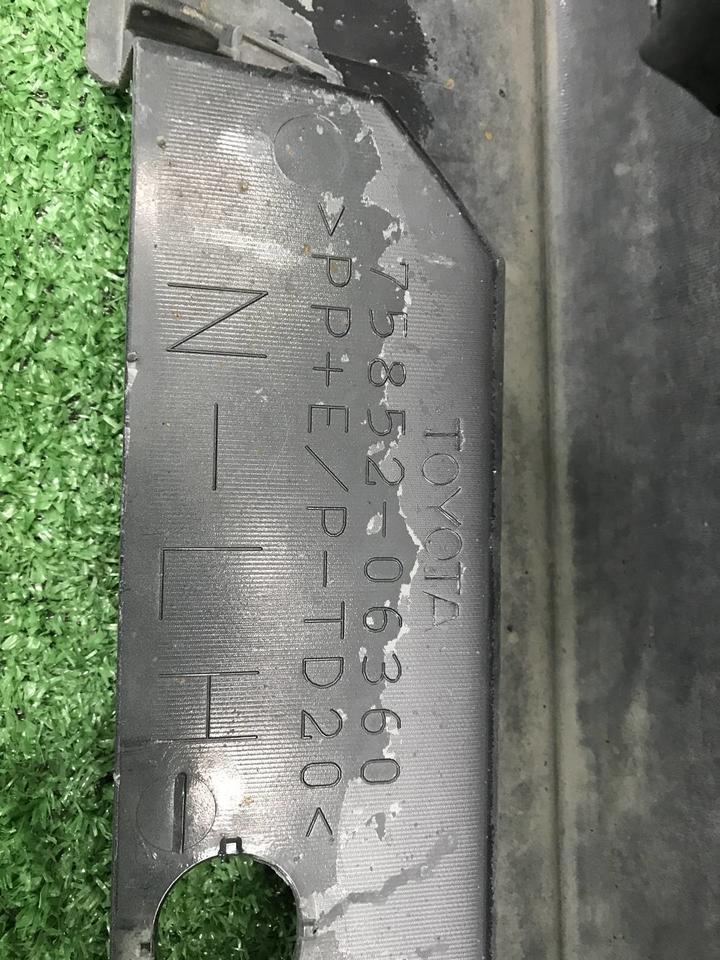 TOYOTA
75852-06360
>PP+E/P-TD20<
N-LH